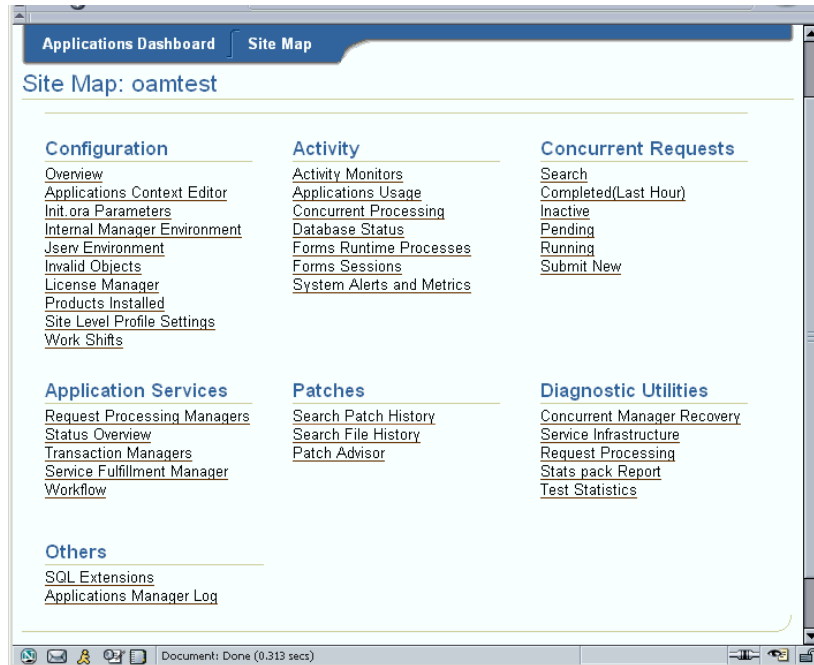 Applications Dashboard
Site Map
Site Map: oamtest
Configuration
Overview
Applications Context Editor
Init.ora Parameters
Internal Manager Environment
Jserv Environment
Invalid Objects
License Manager
Products Installed
Site Level Profile Settings
Work Shifts
Activity
Activity Monitors
Applications Usage
Concurrent Processing
Database Status
Forms Runtime Processes
Forms Sessions
System Alerts and Metrics
Concurrent Requests
Search
Completed(Last Hour)
Inactive
Pending
Running
Submit New
Application Services
Request Processing Managers
Status Overview
Transaction Managers
Service Fulfillment Manager
Workflow
Patches
Search Patch History
Search File History
Patch Advisor
Diagnostic Utilities
Concurrent Manager Recovery
Service Infrastructure
Request Processing
Stats pack Report
Test Statistics
Others
SQL Extensions
Applications Manager Log
Document: Done (0.313 secs)